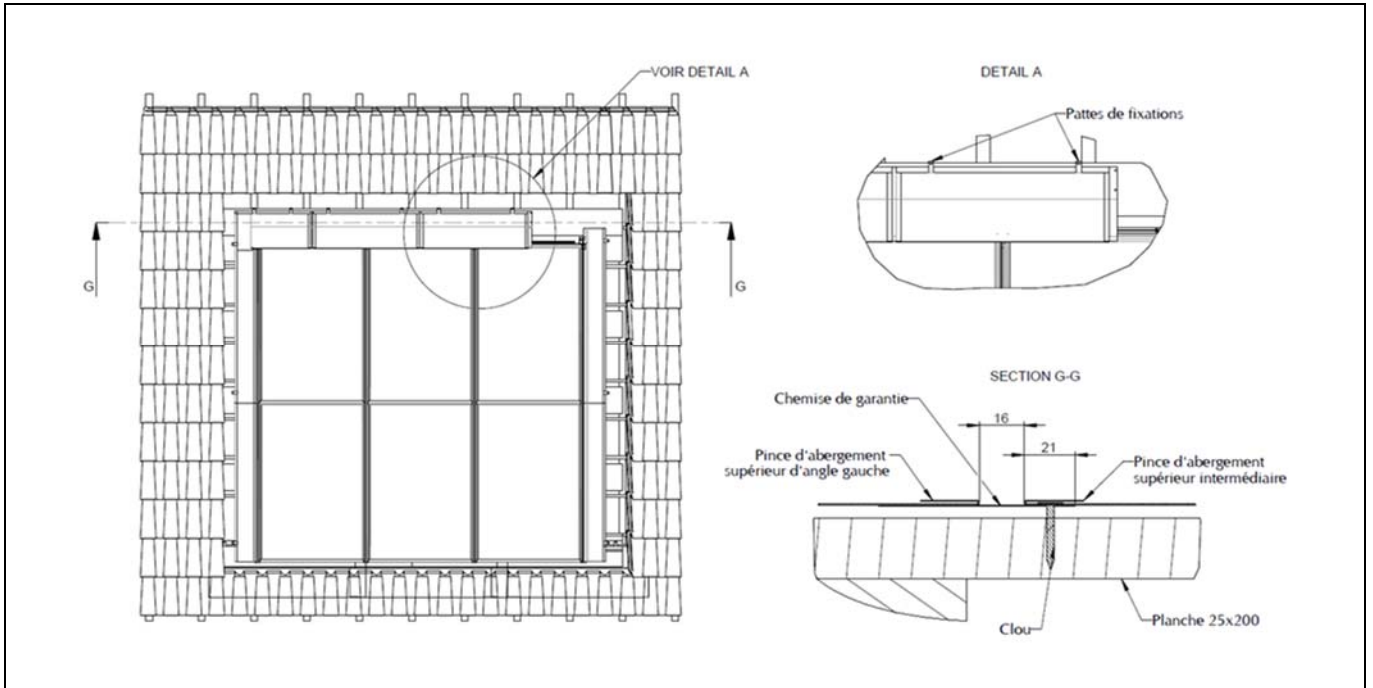 VOIR DETAIL A
DETAIL A
Pattes de fixations
G
G
SECTION G-G
Chemise de garantie
16
21
Pince d'abergement
supérieur d'angle gauche
Pince d'abergement
supérieur intermédiaire
Clou
Planche 25x200